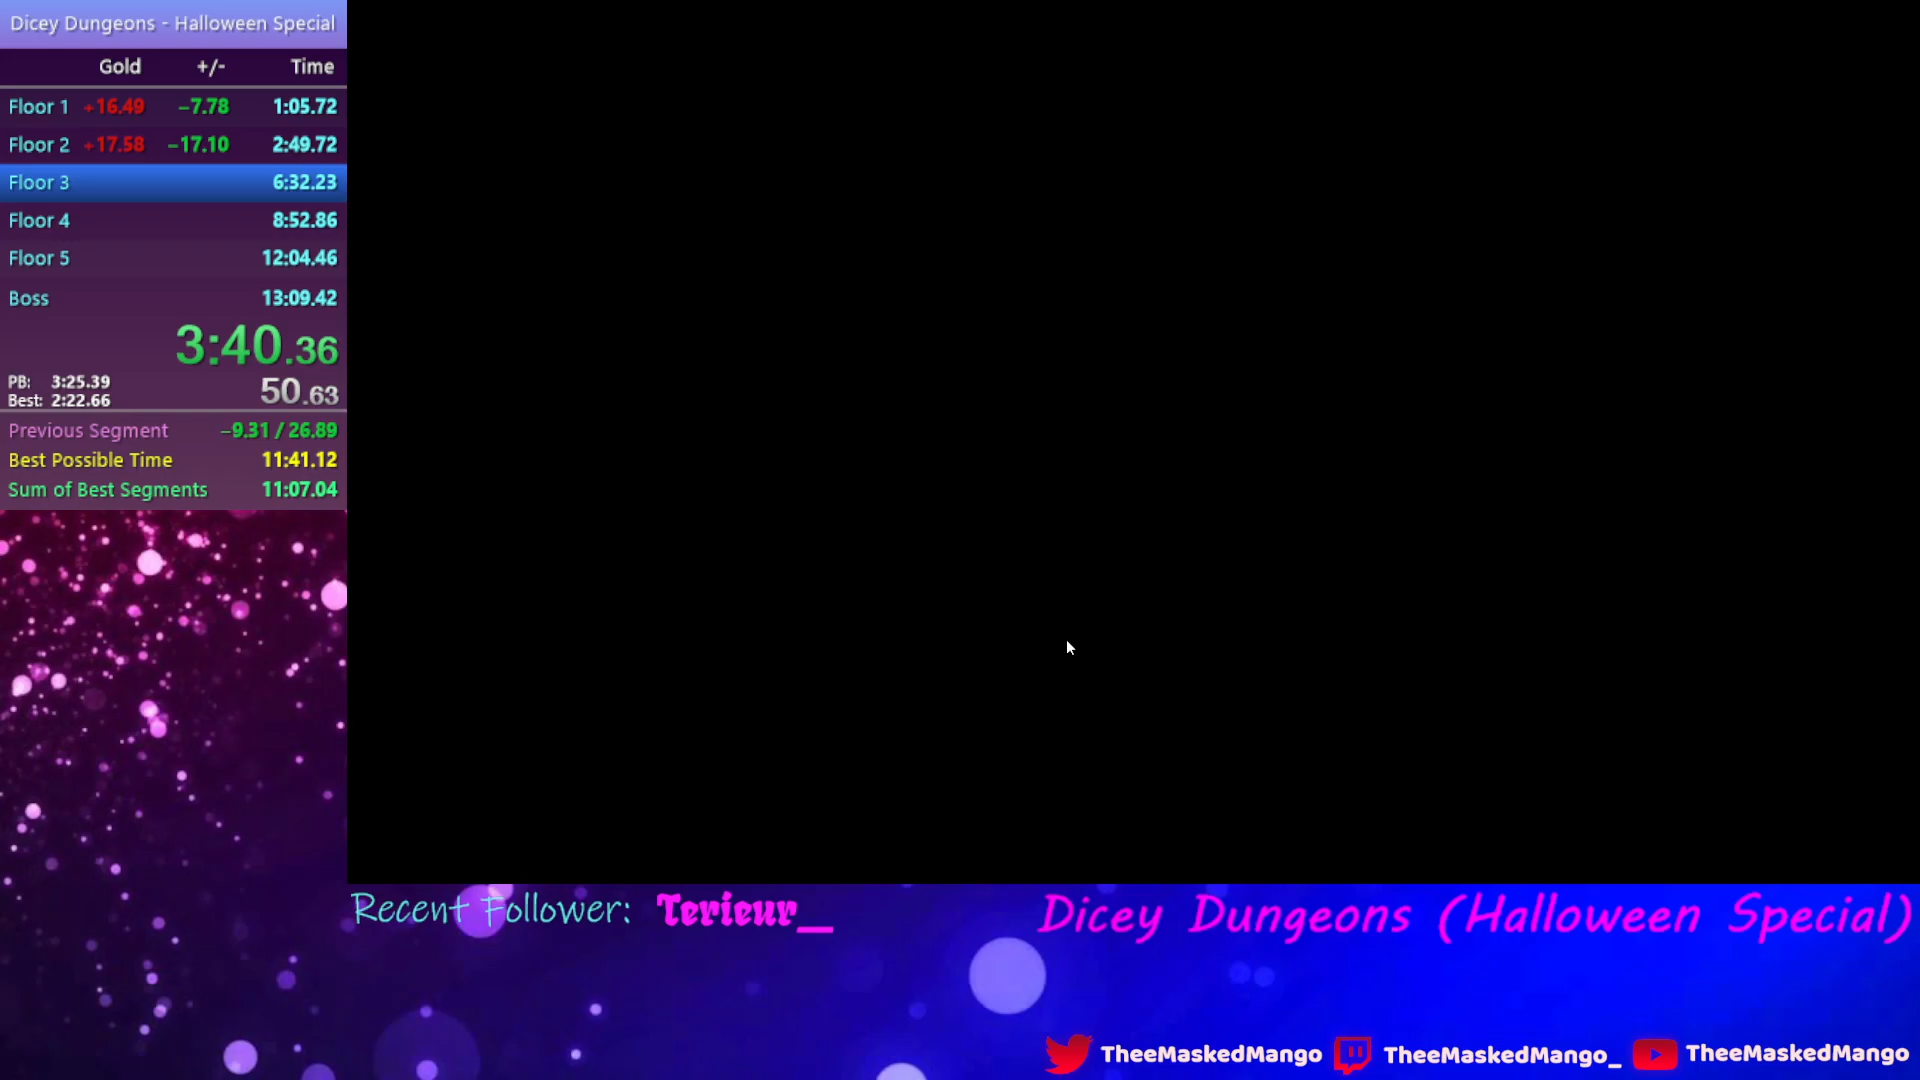 Dicey Dungeons - Halloween Special
Gold +/- Time
Floor 1 +16.49 −7.78 1:05.72
Floor 2 +17.58 −17.10 2:49.72
Floor 3 6:32.23
Floor 4 8:52.86
Floor 5 12:04.46
Boss 13:09.42
3:40.36
PB: 3:25.39
Best: 2:22.66
50.63
Previous Segment −9.31 / 26.89
Best Possible Time 11:41.12
Sum of Best Segments 11:07.04
Recent Follower: Terieur_
Dicey Dungeons (Halloween Special)
TheeMaskedMango TheeMaskedMango_ TheeMaskedMango